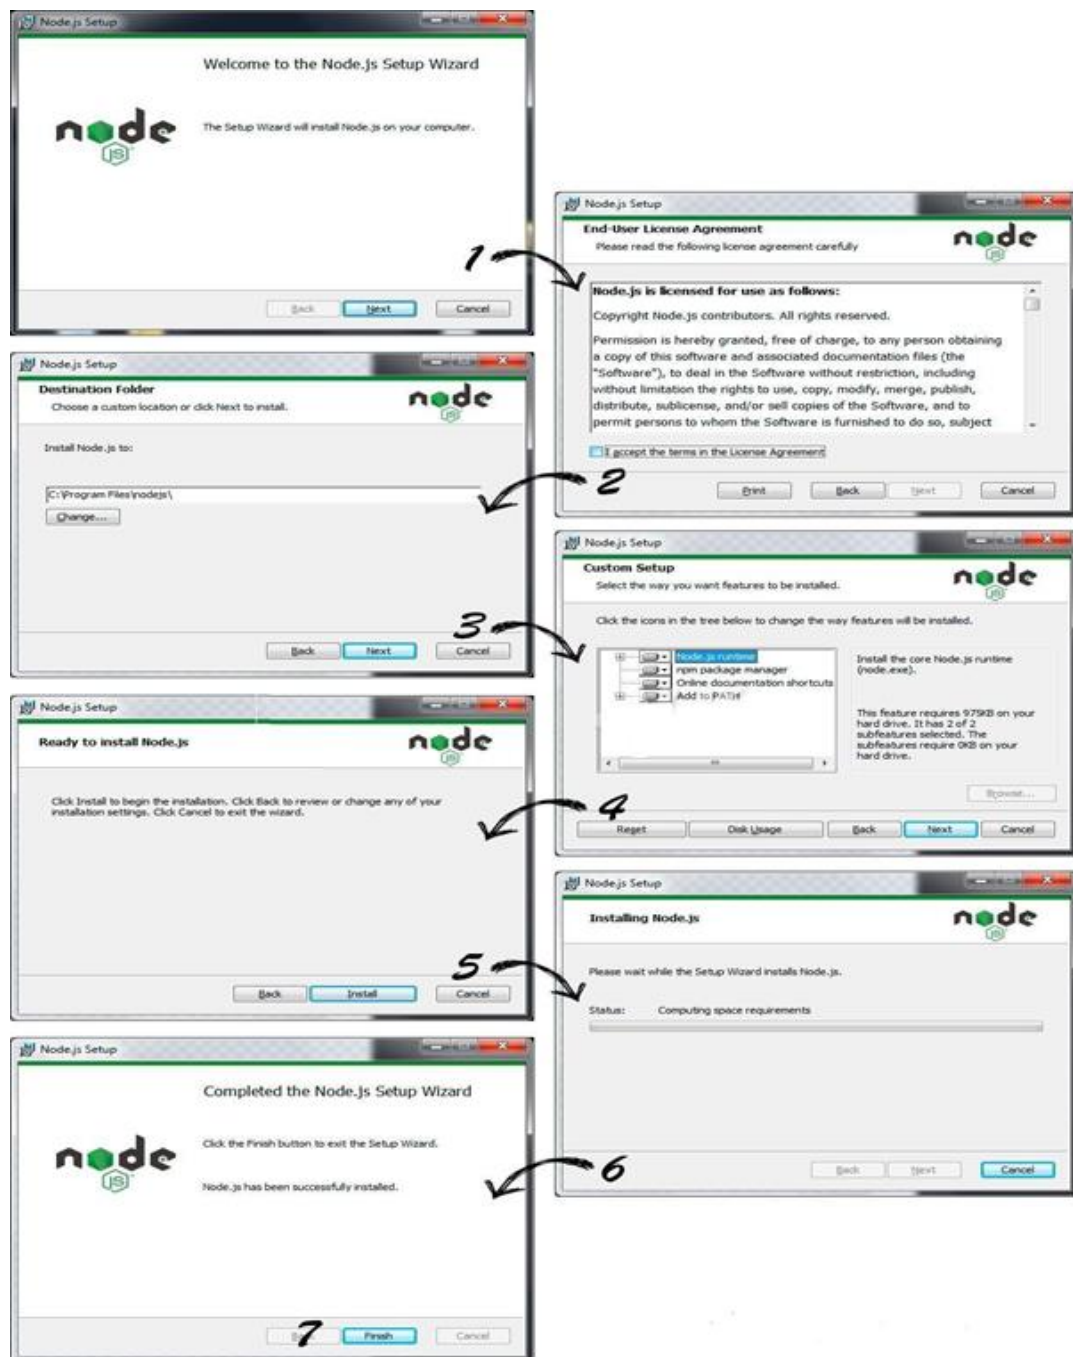 Node.js Setup
Welcome to the Node.js Setup Wizard
node
JS
The Setup Wizard will install Node.js on your computer.
Back Next Cancel
1
Node.js Setup
End-User License Agreement
Please read the following license agreement carefully
node
JS
Node.js is licensed for use as follows:
Copyright Node.js contributors. All rights reserved.
Permission is hereby granted, free of charge, to any person obtaining
a copy of this software and associated documentation files (the
"Software"), to deal in the Software without restriction, including
without limitation the rights to use, copy, modify, merge, publish,
distribute, sublicense, and/or sell copies of the Software, and to
permit persons to whom the Software is furnished to do so, subject
I accept the terms in the License Agreement
Print Back Next Cancel
2
Node.js Setup
Destination Folder
Choose a custom location or click Next to install.
node
JS
Install Node.js to:
C:\Program Files\nodejs\
Change...
Back Next Cancel
3
Node.js Setup
Custom Setup
Select the way you want features to be installed.
node
JS
Click the icons in the tree below to change the way features will be installed.
Node.js runtime
npm package manager
Online documentation shortcuts
Add to PATH
Install the core Node.js runtime
(node.exe).
This feature requires 975KB on your
hard drive. It has 2 of 2
subfeatures selected. The
subfeatures require 0KB on your
hard drive.
Browse...
Reset Disk Usage Back Next Cancel
4
Node.js Setup
Ready to install Node.js
node
JS
Click Install to begin the installation. Click Back to review or change any of your
installation settings. Click Cancel to exit the wizard.
Back Install Cancel
5
Node.js Setup
Installing Node.js
node
JS
Please wait while the Setup Wizard installs Node.js.
Status: Computing space requirements
Back Next Cancel
6
Node.js Setup
Completed the Node.js Setup Wizard
node
JS
Click the Finish button to exit the Setup Wizard.
Node.js has been successfully installed.
7 Finish Cancel